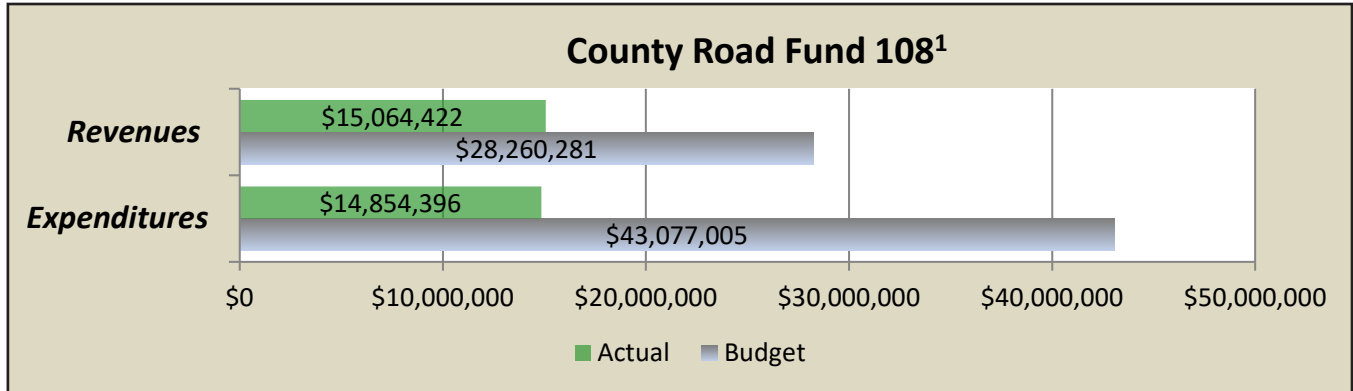 County Road Fund 108¹
Revenues
$15,064,422
$28,260,281
Expenditures
$14,854,396
$43,077,005
$0 $10,000,000 $20,000,000 $30,000,000 $40,000,000 $50,000,000
Actual Budget